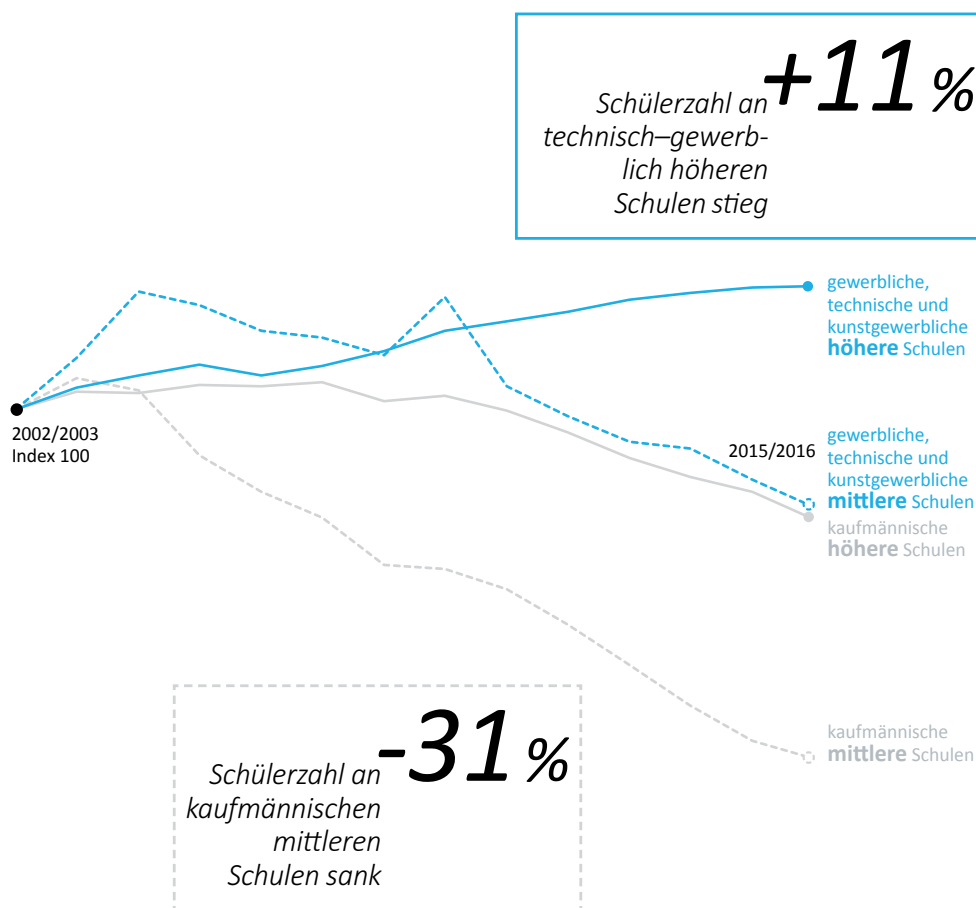 +11 %
Schülerzahl an
technisch–gewerb-
lich höheren
Schulen stieg
gewerbliche,
technische und
kunstgewerbliche
höhere Schulen
2002/2003
Index 100
2015/2016
gewerbliche,
technische und
kunstgewerbliche
mittlere Schulen
kaufmännische
höhere Schulen
-31 %
Schülerzahl an
kaufmännischen
mittleren
Schulen sank
kaufmännische
mittlere Schulen